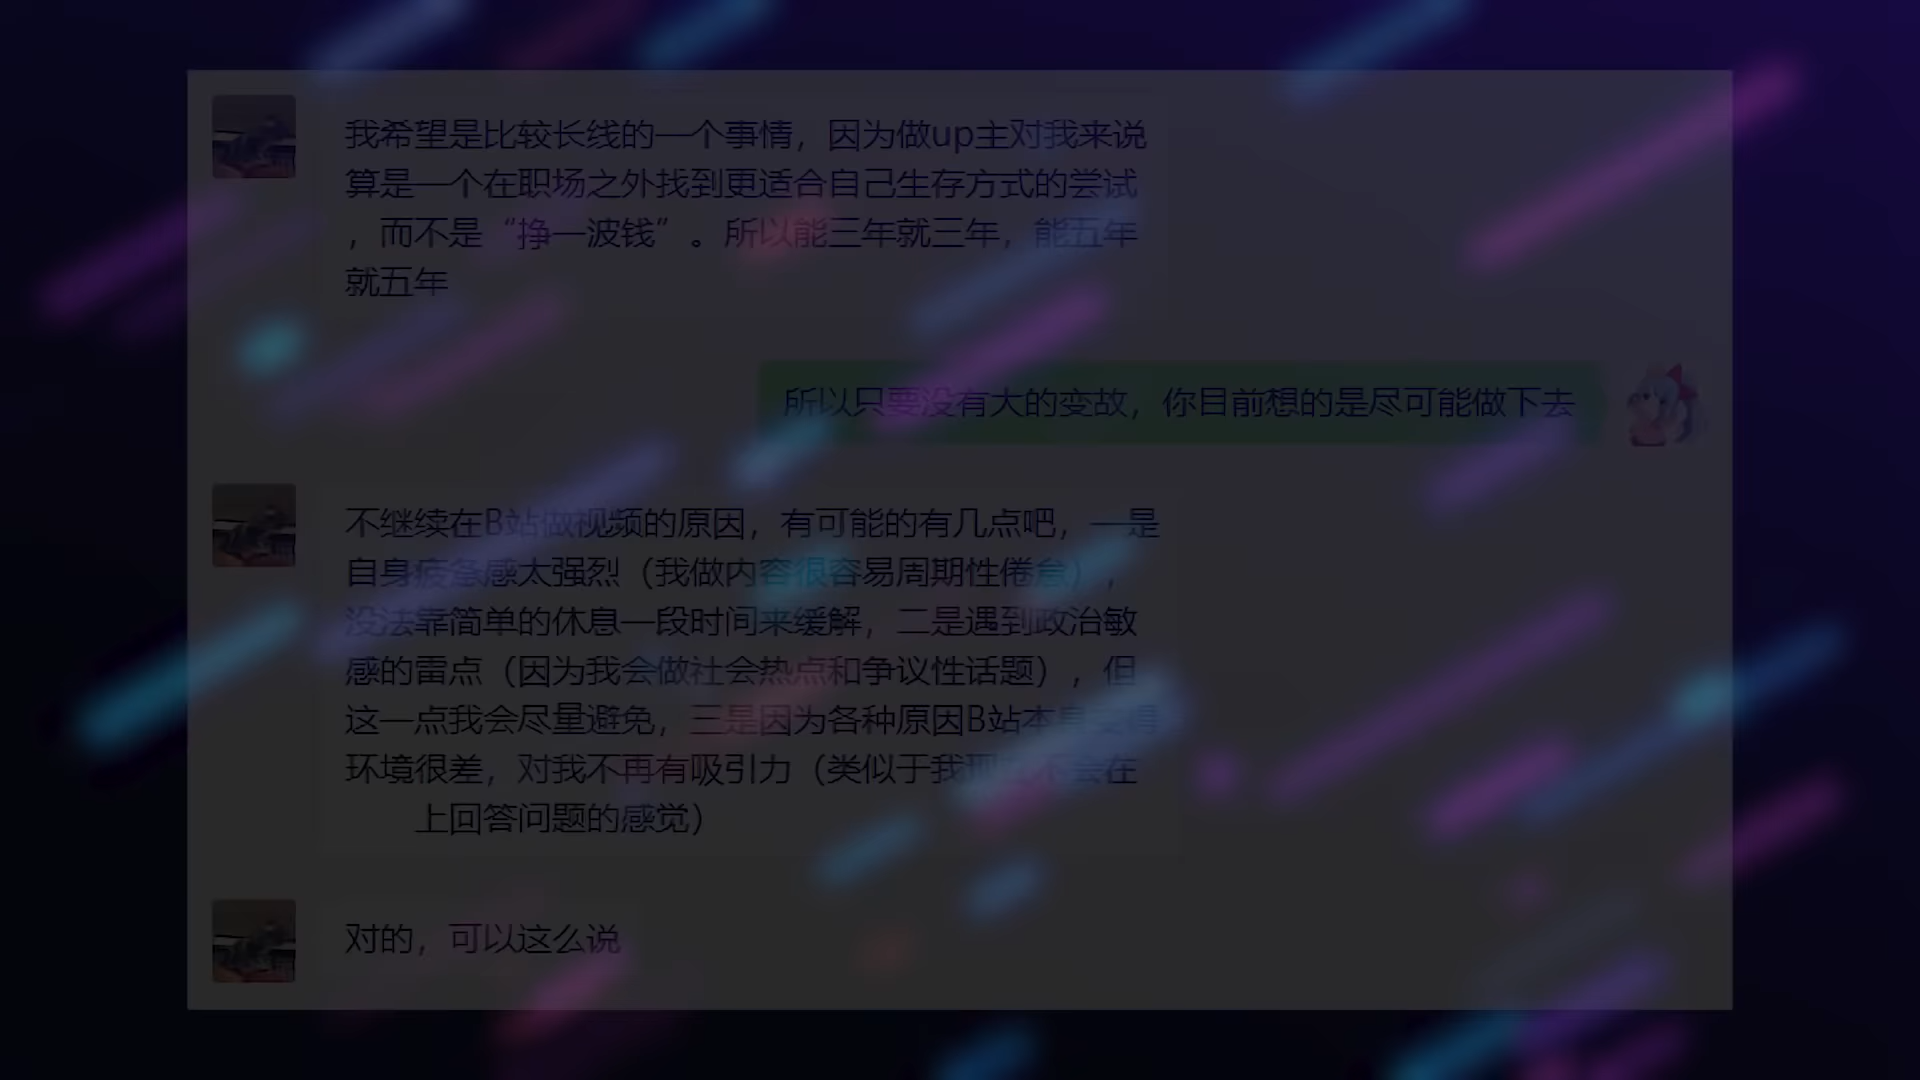 我希望是比较长线的一个事情，因为做up主对我来说
算是一个在职场之外找到更适合自己生存方式的尝试
，而不是“挣一波钱”。所以能三年就三年，能五年
就五年
所以只要没有大的变故，你目前想的是尽可能做下去
不继续在B站做视频的原因，有可能的有几点吧，一是
自身疲惫感太强烈（我做内容很容易周期性倦怠），
没法靠简单的休息一段时间来缓解，二是遇到政治敏
感的雷点（因为我会做社会热点和争议性话题），但
这一点我会尽量避免，三是因为各种原因B站本身变得
环境很差，对我不再有吸引力（类似于我现在不会在
上回答问题的感觉）
对的，可以这么说